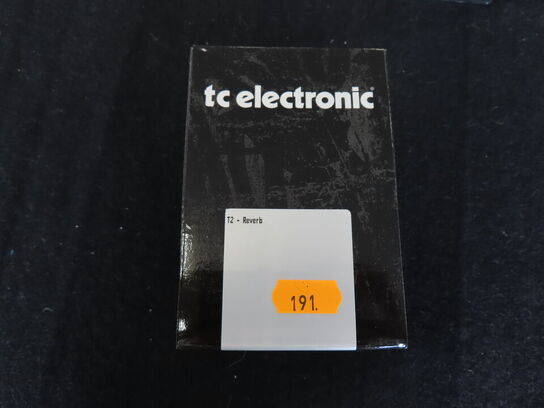 tc electronic
T2 - Reverb
191.